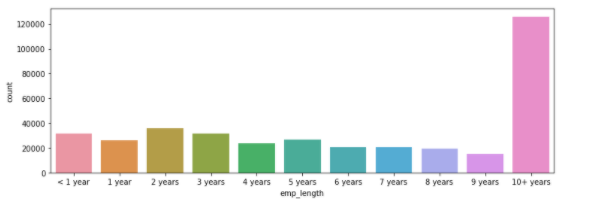 120000
100000
80000
60000
40000
20000
0
count
< 1 year 1 year 2 years 3 years 4 years 5 years 6 years 7 years 8 years 9 years 10+ years
emp_length